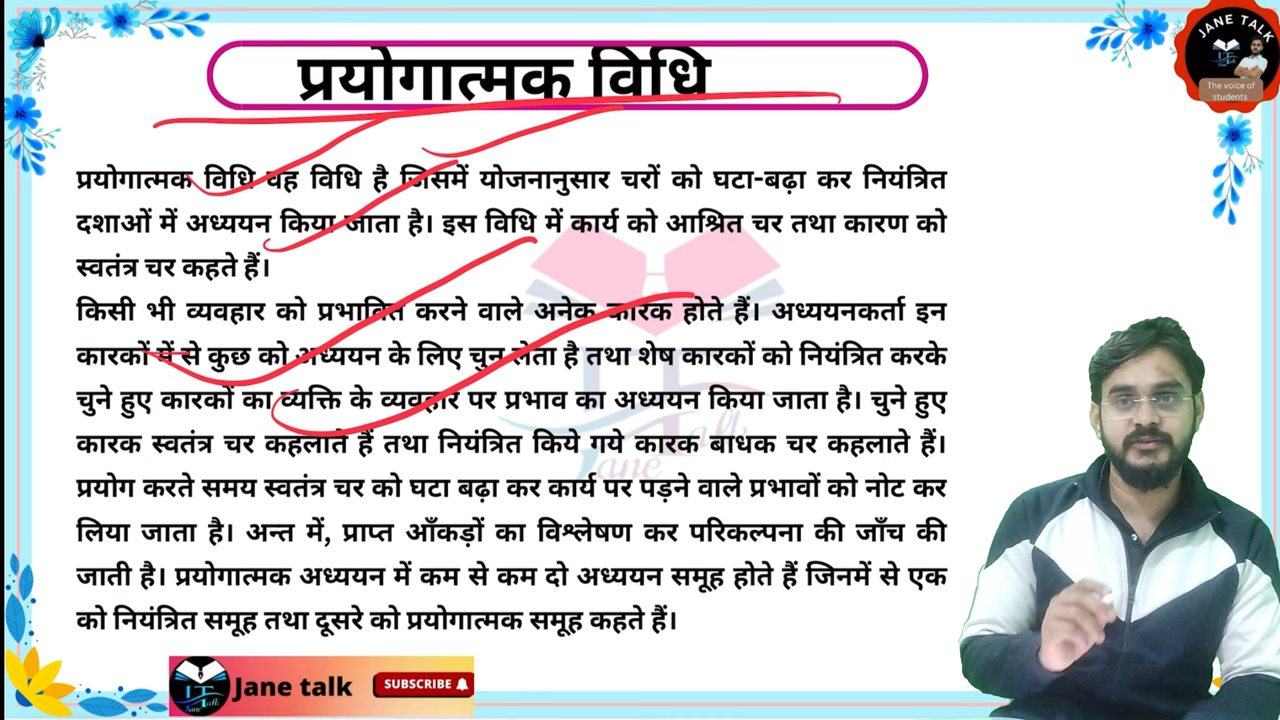 प्रयोगात्मक विधि
JANE TALK
The voice of
students
प्रयोगात्मक विधि वह विधि है जिसमें योजनानुसार चरों को घटा-बढ़ा कर नियंत्रित
दशाओं में अध्ययन किया जाता है। इस विधि में कार्य को आश्रित चर तथा कारण को
स्वतंत्र चर कहते हैं।
किसी भी व्यवहार को प्रभावित करने वाले अनेक कारक होते हैं। अध्ययनकर्ता इन
कारकों में से कुछ को अध्ययन के लिए चुन लेता है तथा शेष कारकों को नियंत्रित करके
चुने हुए कारकों का व्यक्ति के व्यवहार पर प्रभाव का अध्ययन किया जाता है। चुने हुए
कारक स्वतंत्र चर कहलाते हैं तथा नियंत्रित किये गये कारक बाधक चर कहलाते हैं।
प्रयोग करते समय स्वतंत्र चर को घटा बढ़ा कर कार्य पर पड़ने वाले प्रभावों को नोट कर
लिया जाता है। अन्त में, प्राप्त आँकड़ों का विश्लेषण कर परिकल्पना की जाँच की
जाती है। प्रयोगात्मक अध्ययन में कम से कम दो अध्ययन समूह होते हैं जिनमें से एक
को नियंत्रित समूह तथा दूसरे को प्रयोगात्मक समूह कहते हैं।
Jane talk
SUBSCRIBE